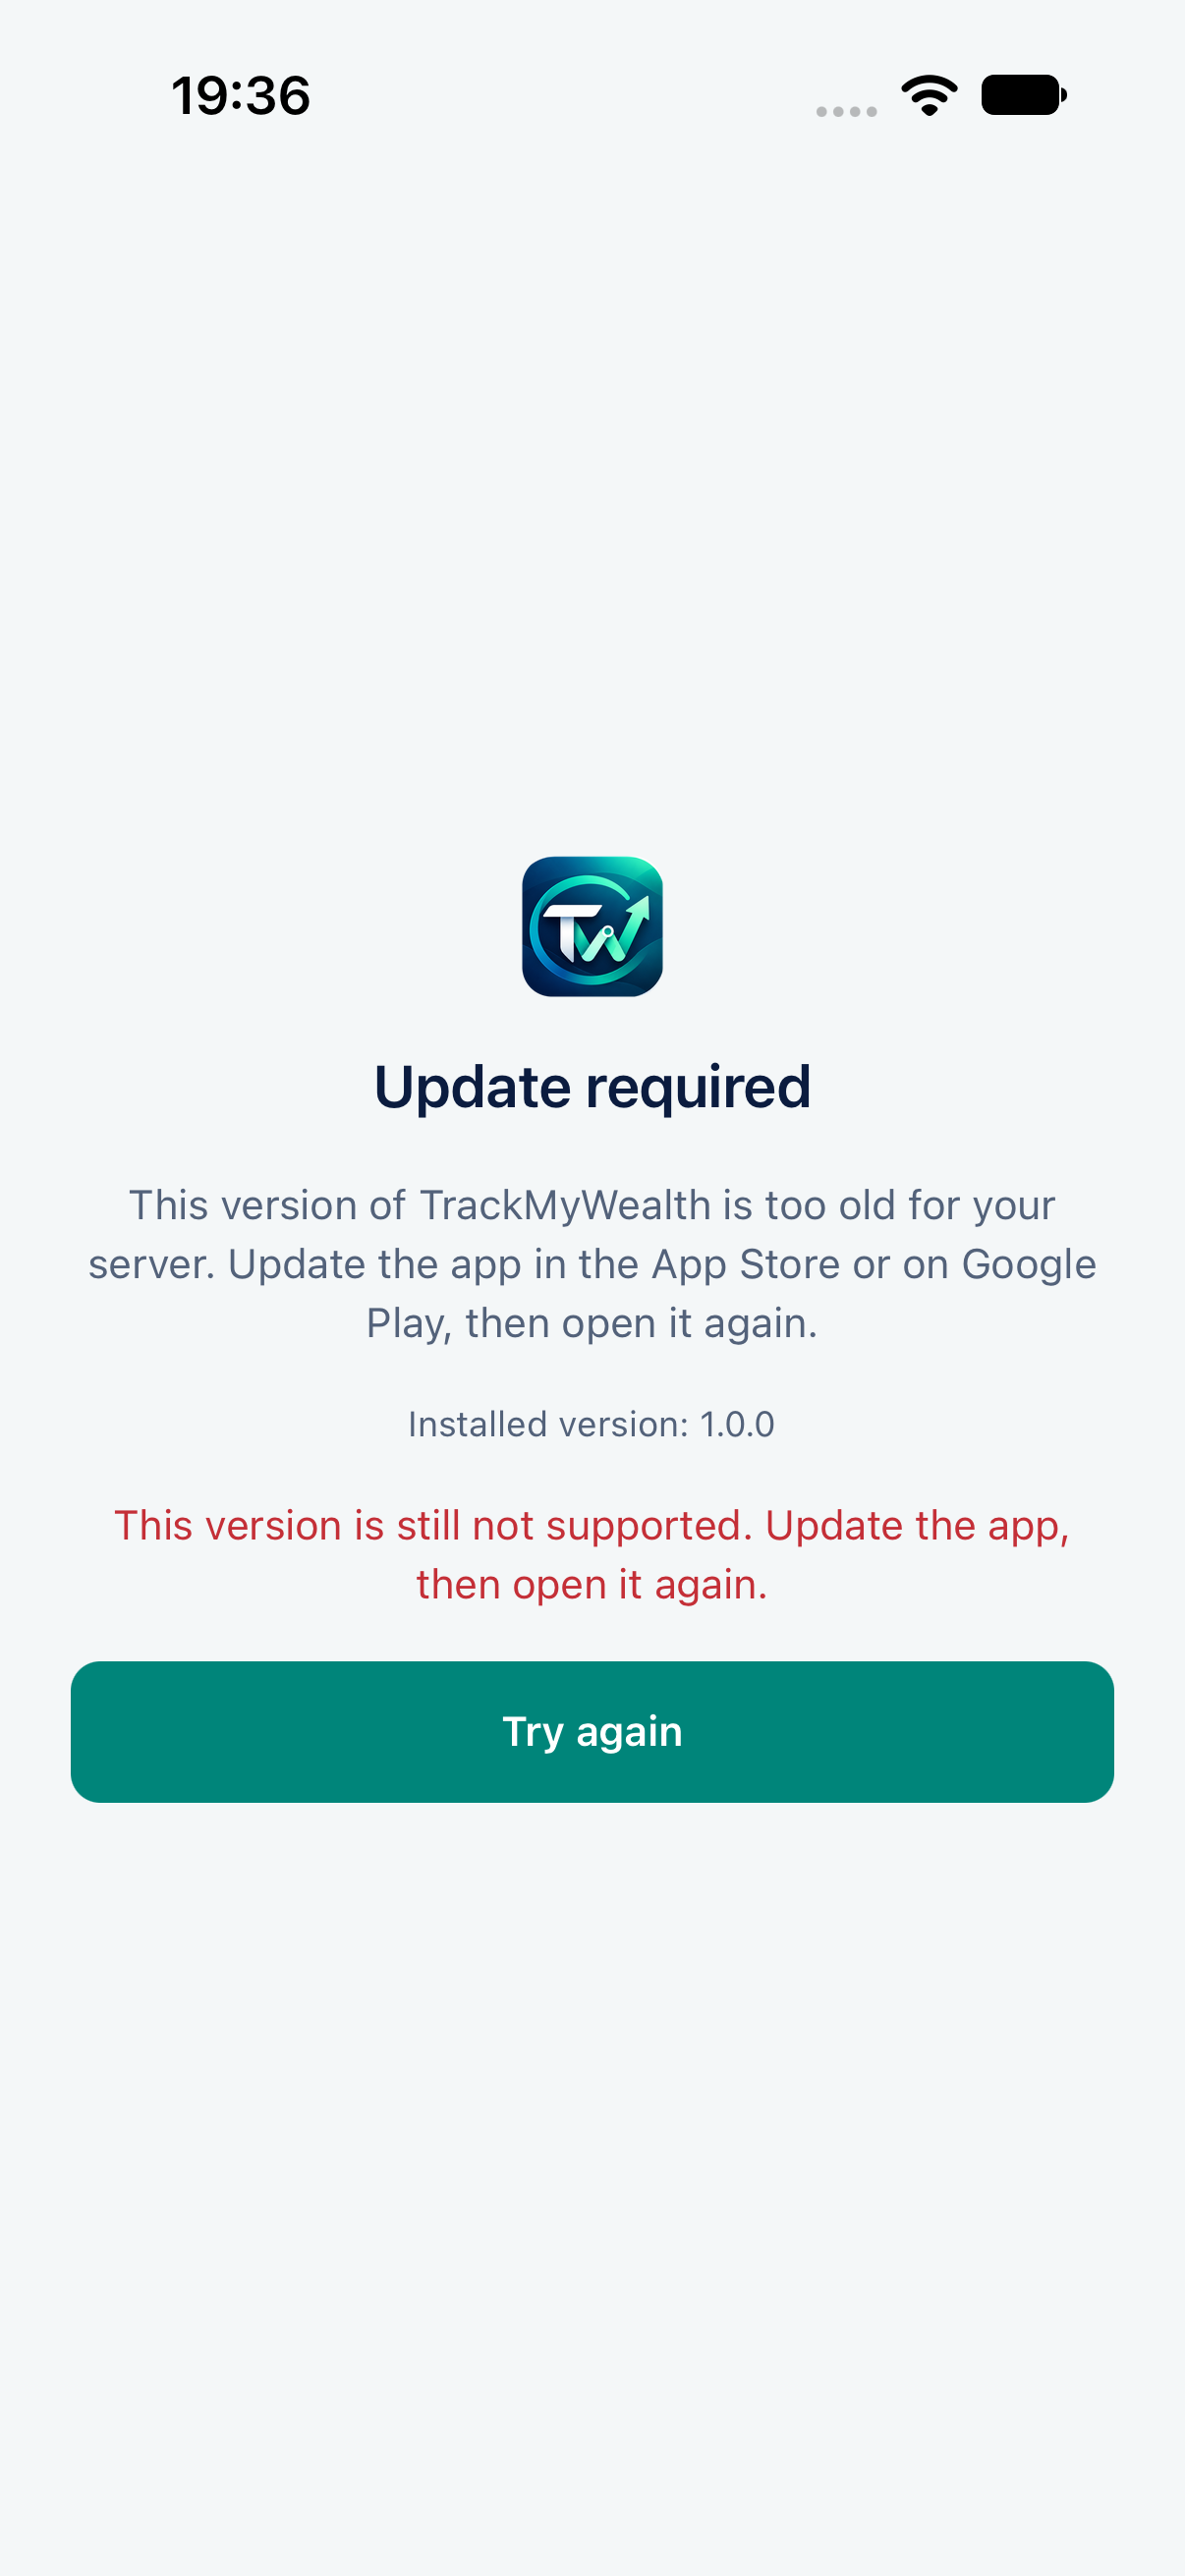 19:36
TW
Update required
This version of TrackMyWealth is too old for your
server. Update the app in the App Store or on Google
Play, then open it again.
Installed version: 1.0.0
This version is still not supported. Update the app,
then open it again.
Try again